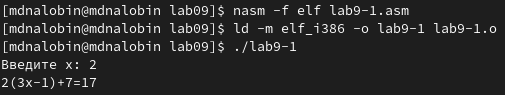 [mdnalobin@mdnalobin lab09]$ nasm -f elf lab9-1.asm
[mdnalobin@mdnalobin lab09]$ ld -m elf_i386 -o lab9-1 lab9-1.o
[mdnalobin@mdnalobin lab09]$ ./lab9-1
Введите x: 2
2(3x-1)+7=17